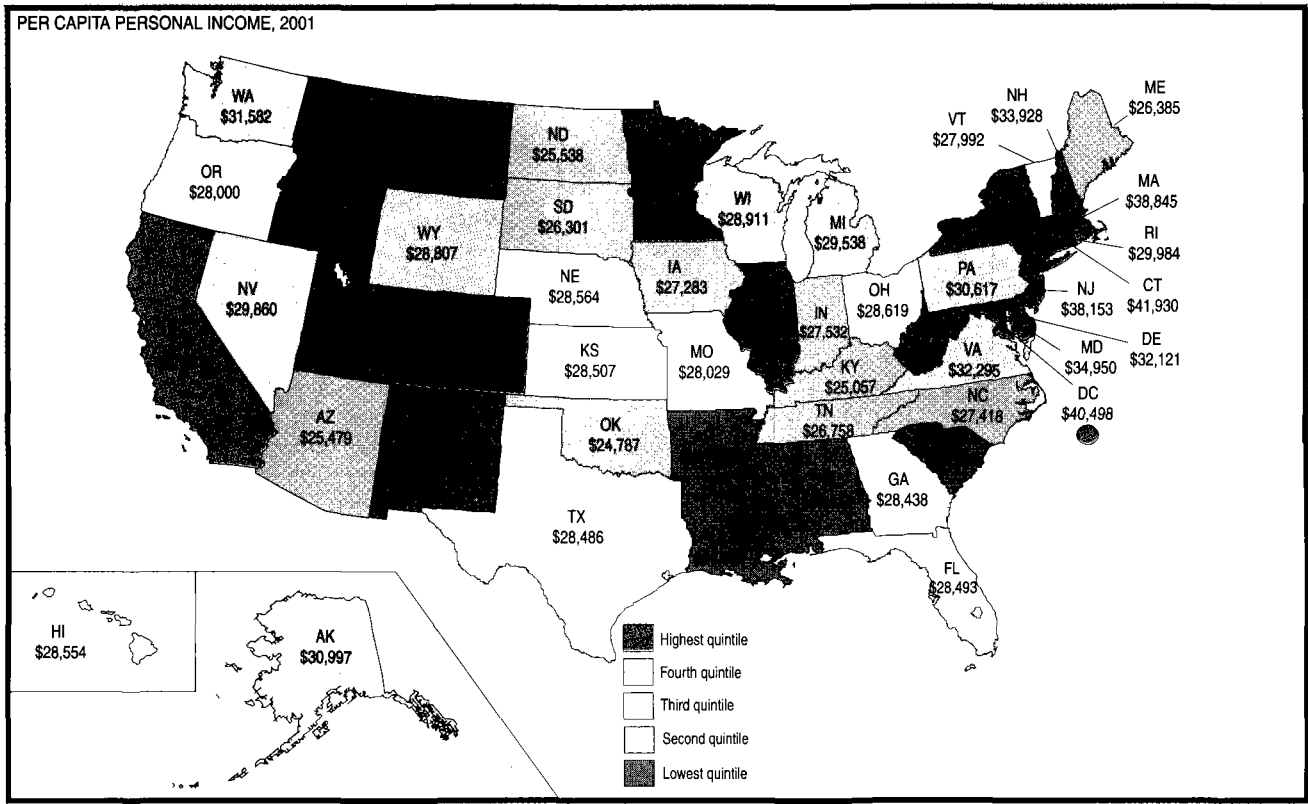 PER CAPITA PERSONAL INCOME, 2001
WA
$31,582
OR
$28,000
NV
$29,860
AZ
$25,479
WY
$28,807
ND
$25,538
SD
$26,301
NE
$28,564
KS
$28,507
OK
$24,787
TX
$28,486
IA
$27,283
MO
$28,029
WI
$28,911
MI
$29,538
IN
$27,532
OH
$28,619
KY
$25,057
TN
$26,758
GA
$28,438
FL
$28,493
NC
$27,418
VA
$32,295
PA
$30,617
VT
$27,992
NH
$33,928
ME
$26,385
MA
$38,845
RI
$29,984
CT
$41,930
NJ
$38,153
DE
$32,121
MD
$34,950
DC
$40,498
HI
$28,554
AK
$30,997
Highest quintile
Fourth quintile
Third quintile
Second quintile
Lowest quintile